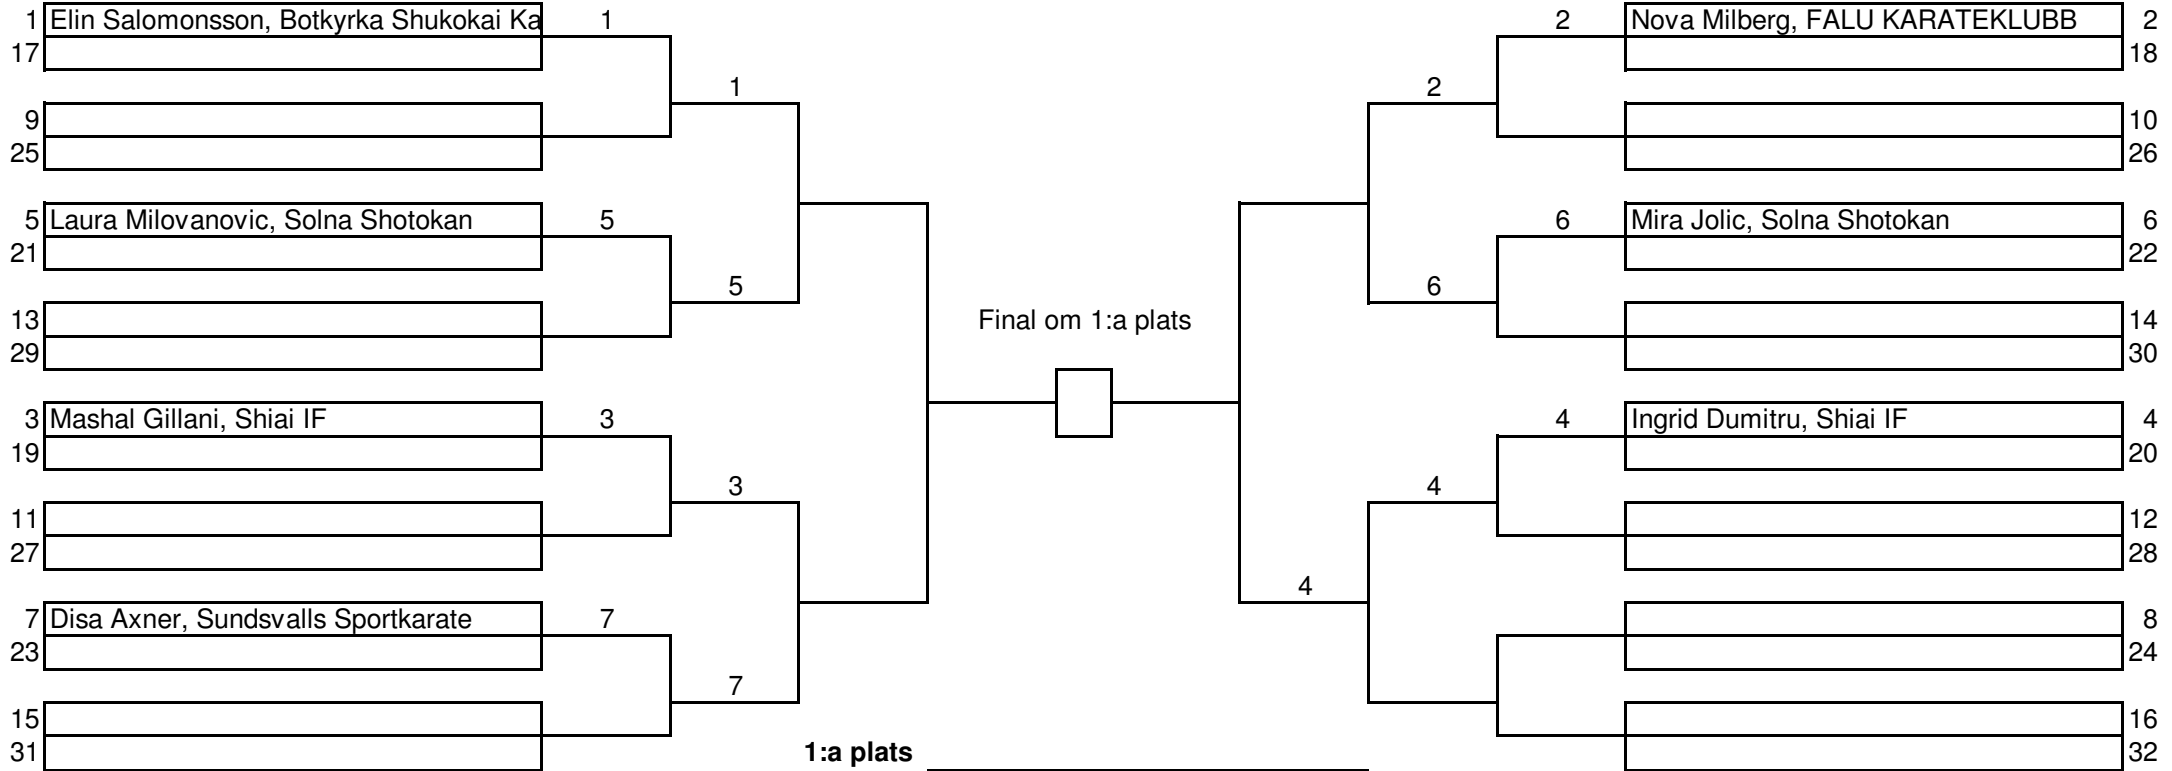 1 Elin Salomonsson, Botkyrka Shukokai Ka 1 2 Nova Milberg, FALU KARATEKLUBB 2
17 18
1 2
9 10
25 26
5 Laura Milovanovic, Solna Shotokan 5 6 Mira Jolic, Solna Shotokan 6
21 22
5 6
13 Final om 1:a plats 14
29 30
3 Mashal Gillani, Shiai IF 3 4 Ingrid Dumitru, Shiai IF 4
19 20
3 4
11 12
27 28
4
7 Disa Axner, Sundsvalls Sportkarate 7 8
23 24
7
15 16
31 1:a plats 32